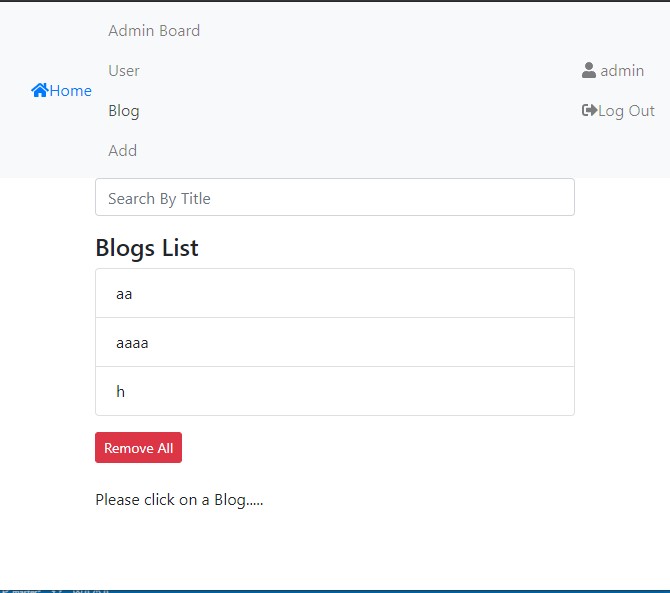 Admin Board
User
Home
Blog
Add
admin
Log Out
Search By Title
Blogs List
aa
aaaa
h
Remove All
Please click on a Blog.....